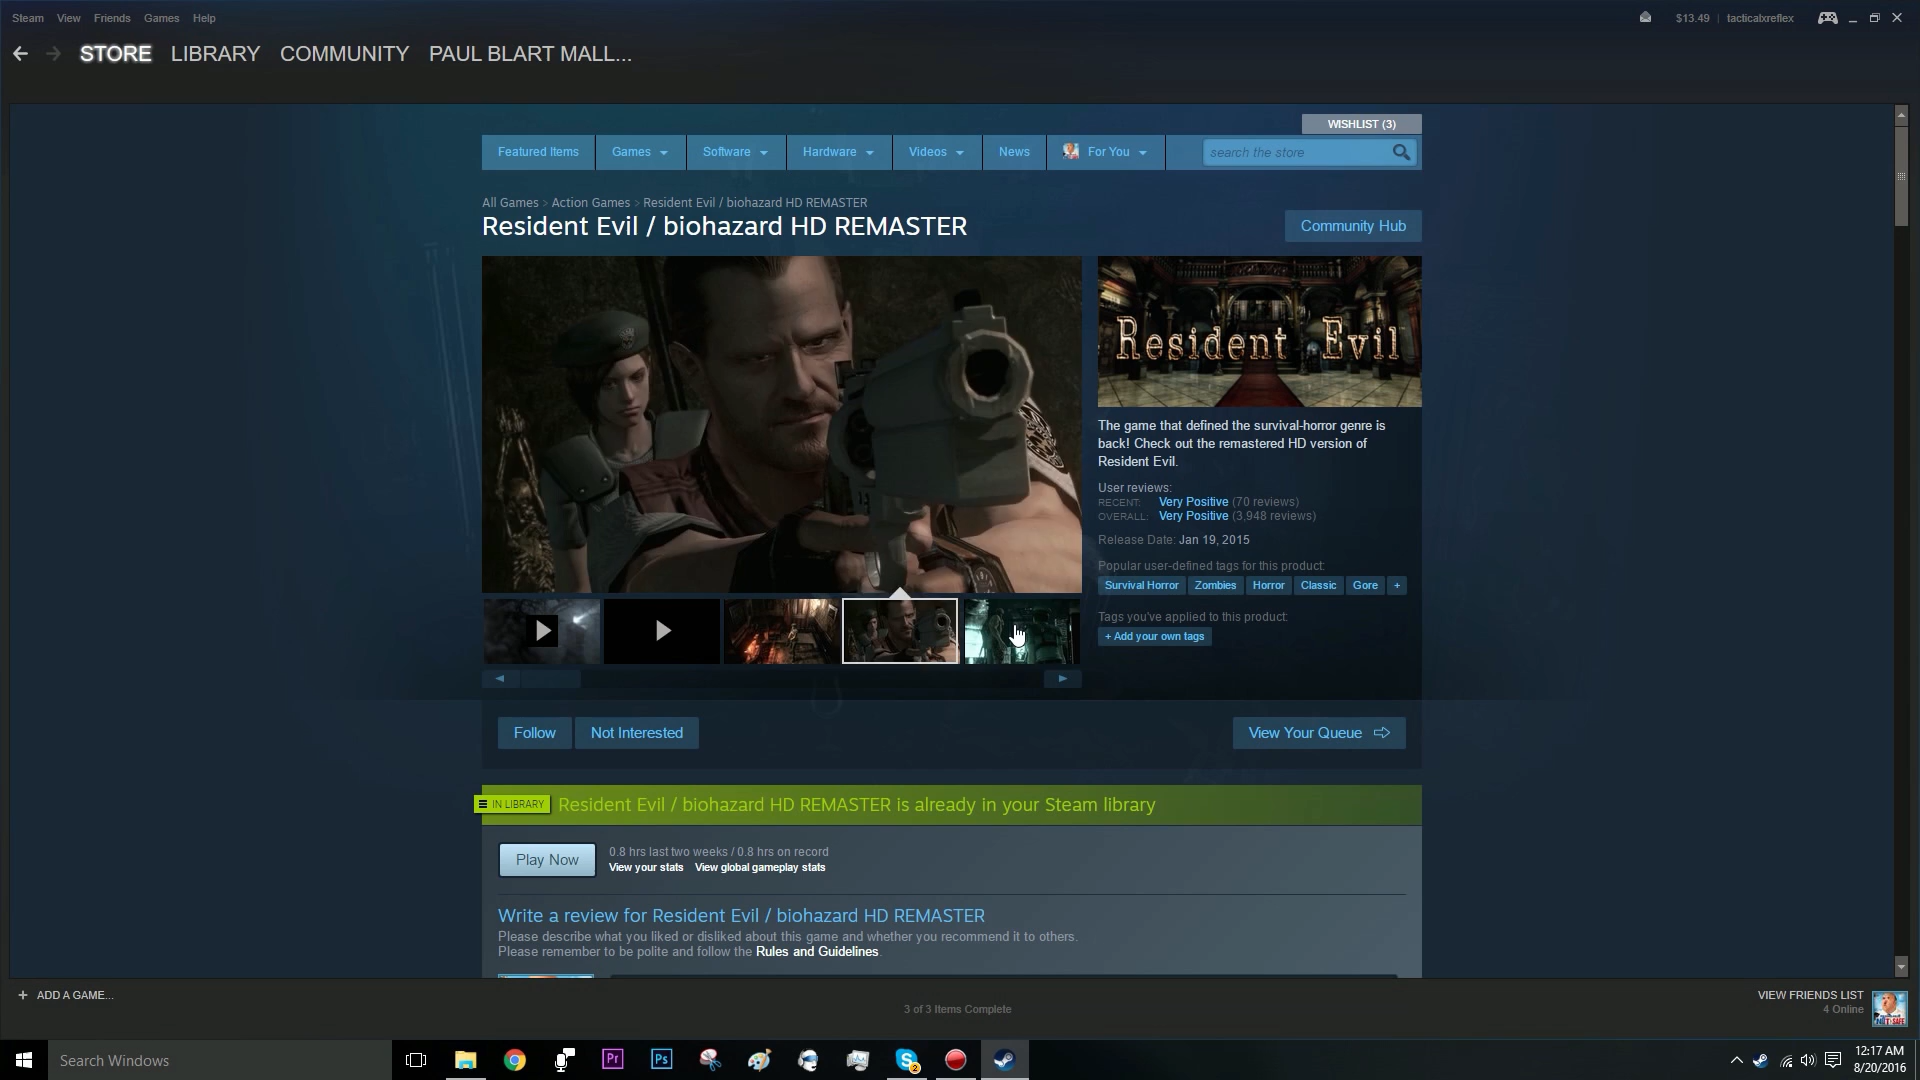 Steam View Friends Games Help
$13.49 | tacticalxreflex
STORE LIBRARY COMMUNITY PAUL BLART MALL...
WISHLIST (3)
Featured Items Games Software Hardware Videos News For You search the store
All Games > Action Games > Resident Evil / biohazard HD REMASTER
Resident Evil / biohazard HD REMASTER
Community Hub
Resident Evil
The game that defined the survival-horror genre is
back! Check out the remastered HD version of
Resident Evil.
User reviews:
RECENT: Very Positive (70 reviews)
OVERALL: Very Positive (3,948 reviews)
Release Date: Jan 19, 2015
Popular user-defined tags for this product:
Survival Horror Zombies Horror Classic Gore +
Tags you've applied to this product:
+ Add your own tags
Follow Not Interested View Your Queue
IN LIBRARY Resident Evil / biohazard HD REMASTER is already in your Steam library
Play Now
0.8 hrs last two weeks / 0.8 hrs on record
View your stats View global gameplay stats
Write a review for Resident Evil / biohazard HD REMASTER
Please describe what you liked or disliked about this game and whether you recommend it to others.
Please remember to be polite and follow the Rules and Guidelines
+ ADD A GAME...
3 of 3 Items Complete
VIEW FRIENDS LIST
4 Online
Search Windows
Pr
Ps
2
12:17 AM
8/20/2016